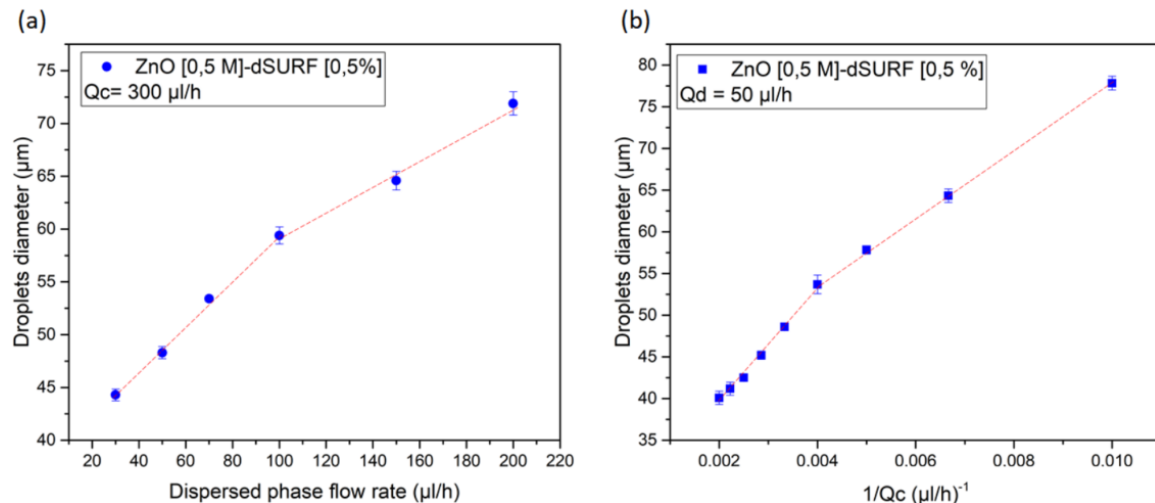 (a)
ZnO [0,5 M]-dSURF [0,5%]
Qc= 300 µl/h
75
70
65
60
55
50
45
40
Droplets diameter (µm)
20 40 60 80 100 120 140 160 180 200 220
Dispersed phase flow rate (µl/h)
(b)
ZnO [0,5 M]-dSURF [0,5 %]
Qd = 50 µl/h
80
75
70
65
60
55
50
45
40
35
Droplets diameter (µm)
0.002 0.004 0.006 0.008 0.010
1/Qc (µl/h)⁻¹